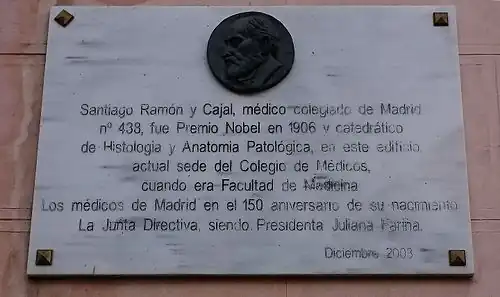 Santiago Ramón y Cajal, médico colegiado de Madrid
nº 438, fue Premio Nobel en 1906 y catedrático
de Histología y Anatomía Patológica, en este edificio,
actual sede del Colegio de Médicos,
cuando era Facultad de Medicina
Los médicos de Madrid en el 150 aniversario de su nacimiento
La Junta Directiva, siendo Presidenta Juliana Fariña.
Diciembre 2003